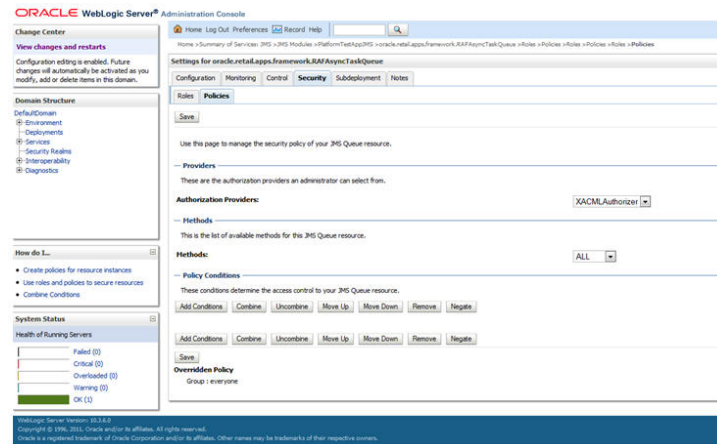 ORACLE WebLogic Server® Administration Console
Change Center
View changes and restarts
Configuration editing is enabled. Future
changes will automatically be activated as you
modify, add or delete items in this domain.
Domain Structure
DefaultDomain
Environment
Deployments
Services
Security Realms
Interoperability
Diagnostics
How do I...
Create policies for resource instances
Use roles and policies to secure resources
Combine Conditions
System Status
Health of Running Servers
Failed (0)
Critical (0)
Overloaded (0)
Warning (0)
OK (1)
Home Log Out Preferences Record Help
Home >Summary of Services: JMS >JMS Modules >PlatformTestAppJMS >oracle.retail.apps.framework.RAFAsyncTaskQueue >Roles >Policies >Roles >Policies >Roles >Policies
Settings for oracle.retail.apps.framework.RAFAsyncTaskQueue
Configuration Monitoring Control Security Subdeployment Notes
Roles Policies
Save
Use this page to manage the security policy of your JMS Queue resource.
Providers
These are the authorization providers an administrator can select from.
Authorization Providers: XACMLAuthorizer
Methods
This is the list of available methods for this JMS Queue resource.
Methods: ALL
Policy Conditions
These conditions determine the access control to your JMS Queue resource.
Add Conditions Combine Uncombine Move Up Move Down Remove Negate
Add Conditions Combine Uncombine Move Up Move Down Remove Negate
Save
Overridden Policy
Group : everyone
WebLogic Server Version: 10.3.6.0
Copyright © 1996, 2011, Oracle and/or its affiliates. All rights reserved.
Oracle is a registered trademark of Oracle Corporation and/or its affiliates. Other names may be trademarks of their respective owners.